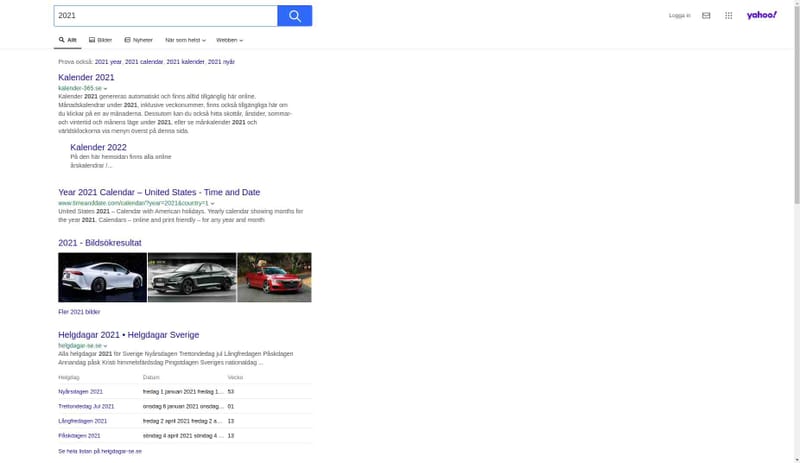 2021
Logga in
yahoo!
Allt
Bilder
Nyheter
När som helst
Webben
Prova också: 2021 year, 2021 calendar, 2021 kalender, 2021 nyår
Kalender 2021
kalender-365.se
Kalender 2021 genereras automatiskt och finns alltid tillgänglig här online.
Månadskalendrar under 2021, inklusive veckonummer, finns också tillgängliga här om
du klickar på en av månaderna. Dessutom kan du också hitta skottår, årstider, sommar-
och vintertid och månens läge under 2021, eller se månkalender 2021 och
världsklockorna via menyn överst på denna sida.
Kalender 2022
På den här hemsidan finns alla online
årskalendrar /...
Year 2021 Calendar – United States - Time and Date
www.timeanddate.com/calendar/?year=2021&country=1
United States 2021 – Calendar with American holidays. Yearly calendar showing months for
the year 2021. Calendars – online and print friendly – for any year and month
2021 - Bildsökresultat
Fler 2021 bilder
Helgdagar 2021 • Helgdagar Sverige
helgdagar-se.se
Alla helgdagar 2021 för Sverige Nyårsdagen Trettondedag jul Långfredagen Påskdagen
Annandag påsk Kristi himmelsfärdsdag Pingstdagen Sveriges nationaldag ...
Helgdag Datum Vecka
Nyårsdagen 2021 fredag 1 januari 2021 fredag 1... 53
Trettondedag Jul 2021 onsdag 6 januari 2021 onsdag... 01
Långfredagen 2021 fredag 2 april 2021 fredag 2 a... 13
Påskdagen 2021 söndag 4 april 2021 söndag 4 ... 13
Se hela listan på helgdagar-se.se